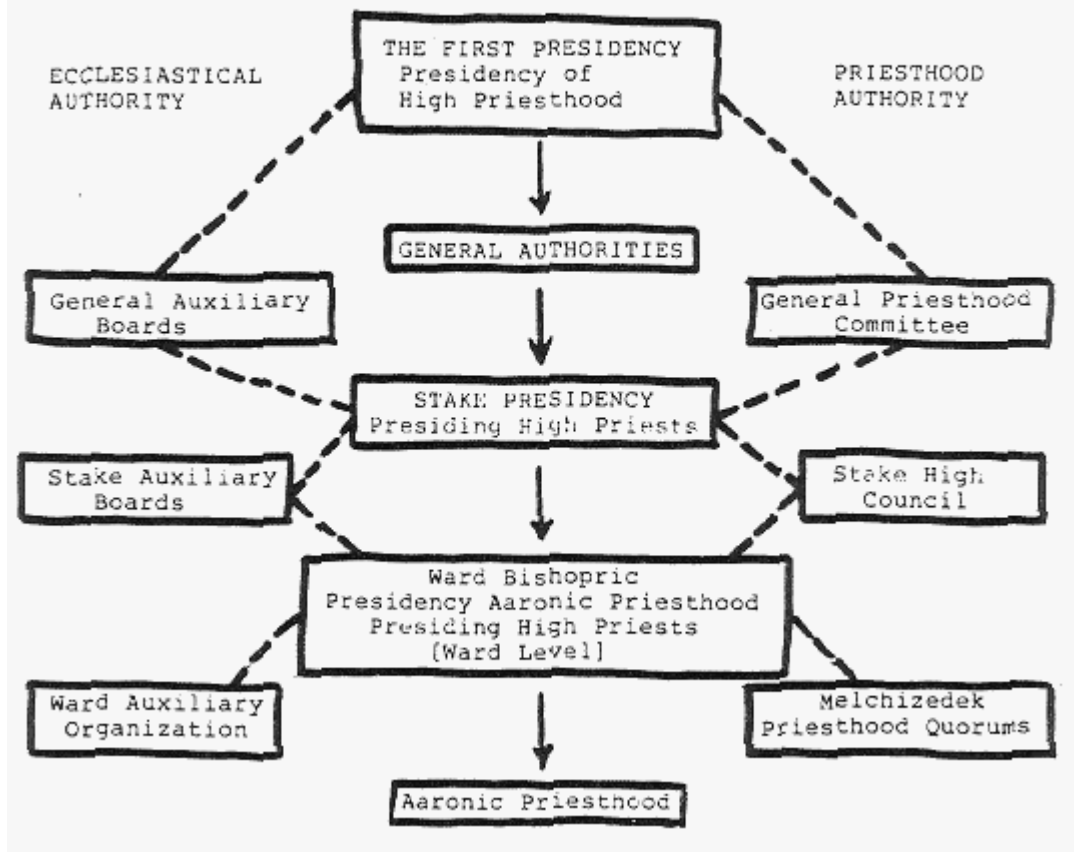 THE FIRST PRESIDENCY
Presidency of
High Priesthood
ECCLESIASTICAL
AUTHORITY
PRIESTHOOD
AUTHORITY
GENERAL AUTHORITIES
General Auxiliary
Boards
General Priesthood
Committee
STAKE PRESIDENCY
Presiding High Priests
Stake Auxiliary
Boards
Stake High
Council
Ward Bishopric
Presidency Aaronic Priesthood
Presiding High Priests
[Ward Level]
Ward Auxiliary
Organization
Melchizedek
Priesthood Quorums
Aaronic Priesthood